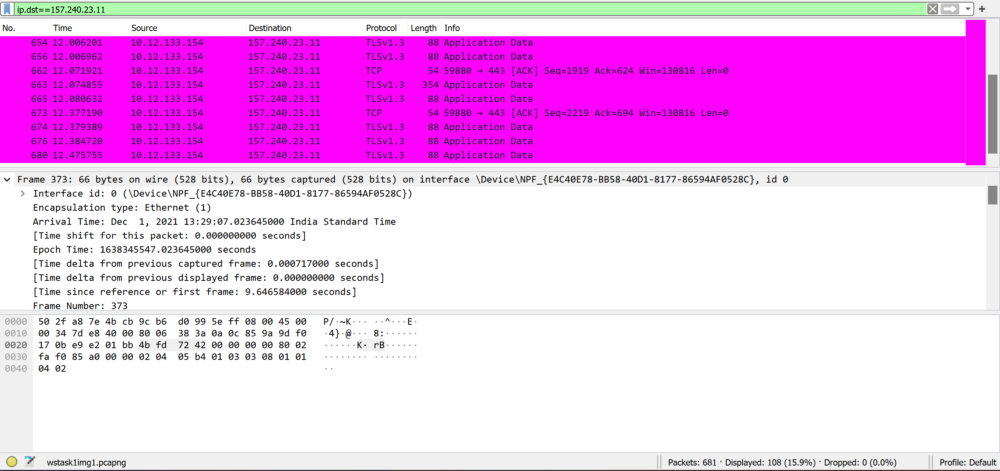 ip.dst==157.240.23.11
No. Time Source Destination Protocol Length Info
654 12.006201 10.12.133.154 157.240.23.11 TLSv1.3 88 Application Data
656 12.006962 10.12.133.154 157.240.23.11 TLSv1.3 88 Application Data
662 12.071921 10.12.133.154 157.240.23.11 TCP 54 59880 → 443 [ACK] Seq=1919 Ack=624 Win=130816 Len=0
663 12.074855 10.12.133.154 157.240.23.11 TLSv1.3 354 Application Data
665 12.080632 10.12.133.154 157.240.23.11 TLSv1.3 88 Application Data
673 12.377190 10.12.133.154 157.240.23.11 TCP 54 59880 → 443 [ACK] Seq=2219 Ack=694 Win=130816 Len=0
674 12.379389 10.12.133.154 157.240.23.11 TLSv1.3 88 Application Data
676 12.384720 10.12.133.154 157.240.23.11 TLSv1.3 88 Application Data
680 12.475755 10.12.133.154 157.240.23.11 TLSv1.3 88 Application Data
Frame 373: 66 bytes on wire (528 bits), 66 bytes captured (528 bits) on interface \Device\NPF_{E4C40E78-BB58-40D1-8177-86594AF0528C}, id 0
Interface id: 0 (\Device\NPF_{E4C40E78-BB58-40D1-8177-86594AF0528C})
Encapsulation type: Ethernet (1)
Arrival Time: Dec  1, 2021 13:29:07.023645000 India Standard Time
[Time shift for this packet: 0.000000000 seconds]
Epoch Time: 1638345547.023645000 seconds
[Time delta from previous captured frame: 0.000717000 seconds]
[Time delta from previous displayed frame: 0.000000000 seconds]
[Time since reference or first frame: 9.646584000 seconds]
Frame Number: 373
0000 50 2f a8 7e 4b cb 9c b6 d0 99 5e ff 08 00 45 00 P/·~K··· ··^···E·
0010 00 34 7d e8 40 00 80 06 38 3a 0a 0c 85 9a 9d f0 ·4}·@··· 8:······
0020 17 0b e9 e2 01 bb 4b fd 72 42 00 00 00 00 80 02 ······K· rB······
0030 fa f0 85 a0 00 00 02 04 05 b4 01 03 03 08 01 01 ········ ········
0040 04 02 ··
wstask1img1.pcapng Packets: 681 · Displayed: 108 (15.9%) · Dropped: 0 (0.0%) Profile: Default